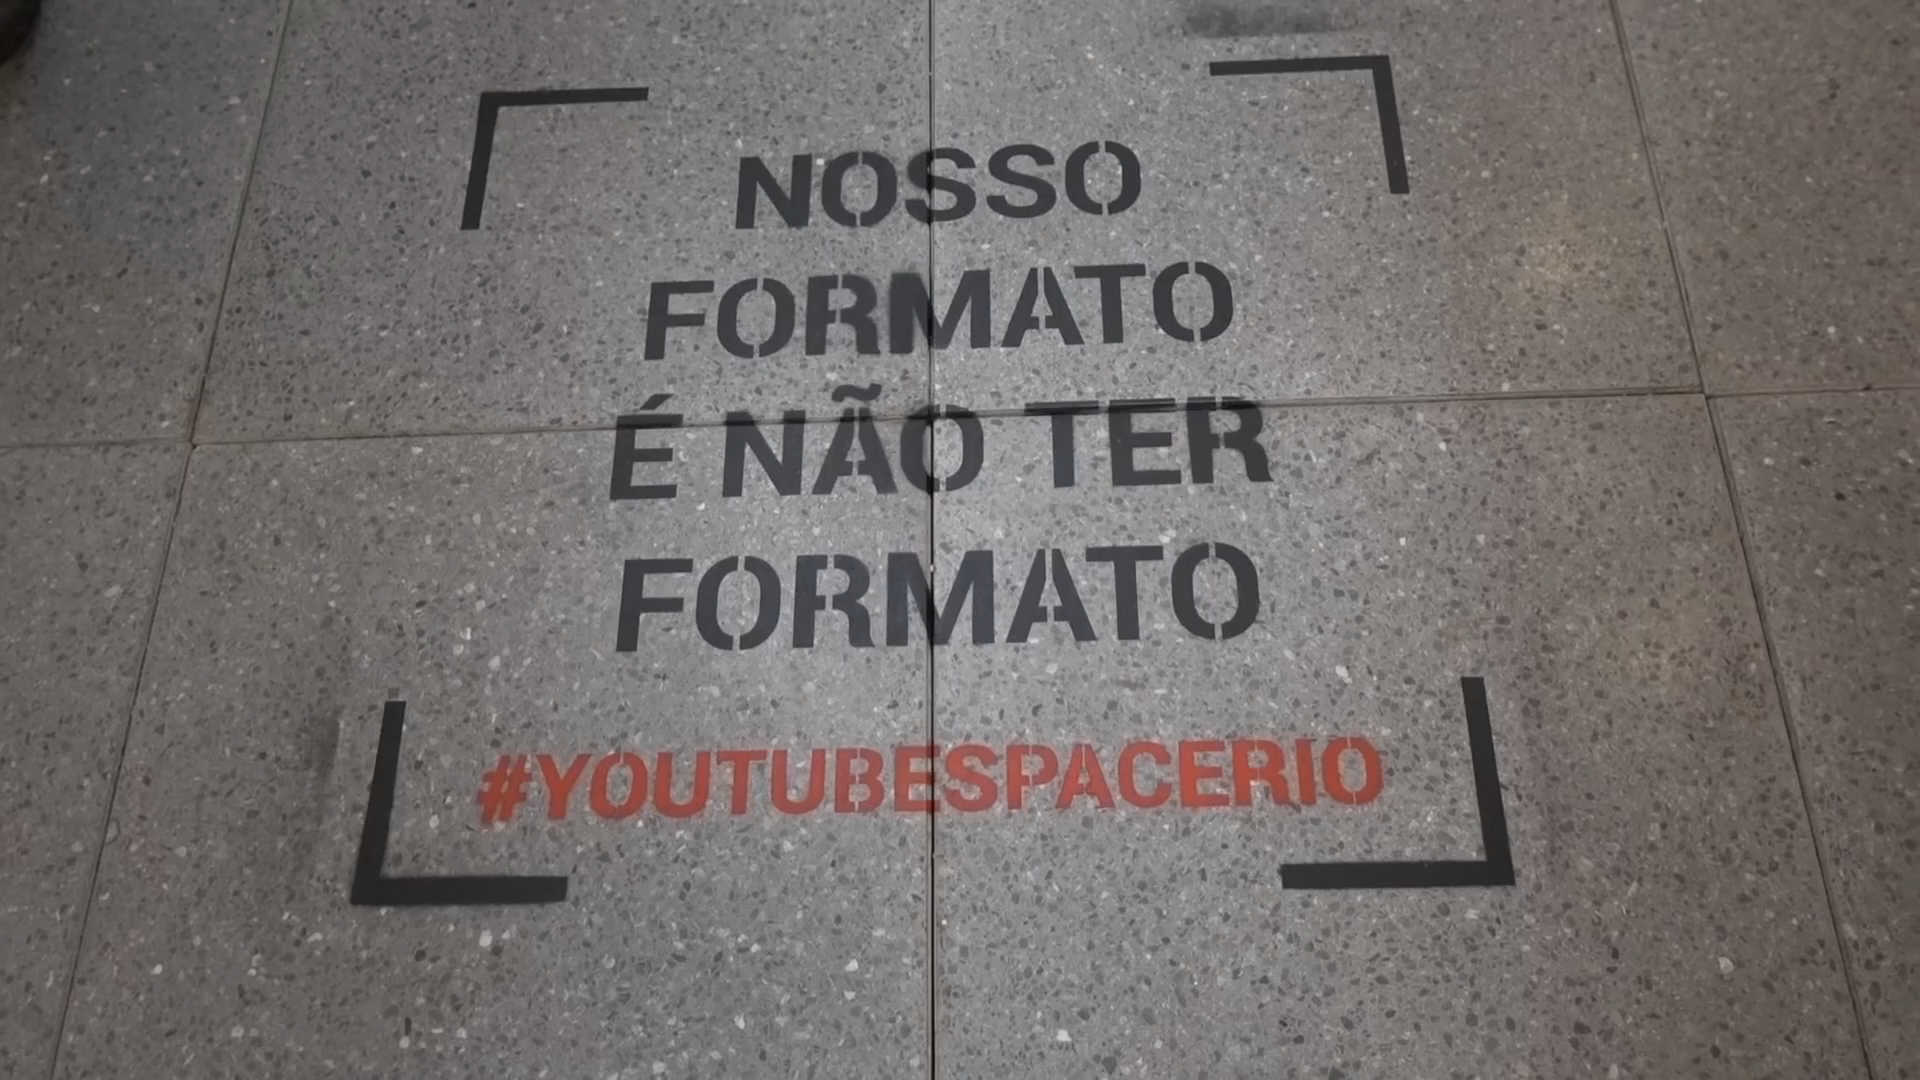 NOSSO
FORMATO
É NÃO TER
FORMATO
#YOUTUBESPACERIO